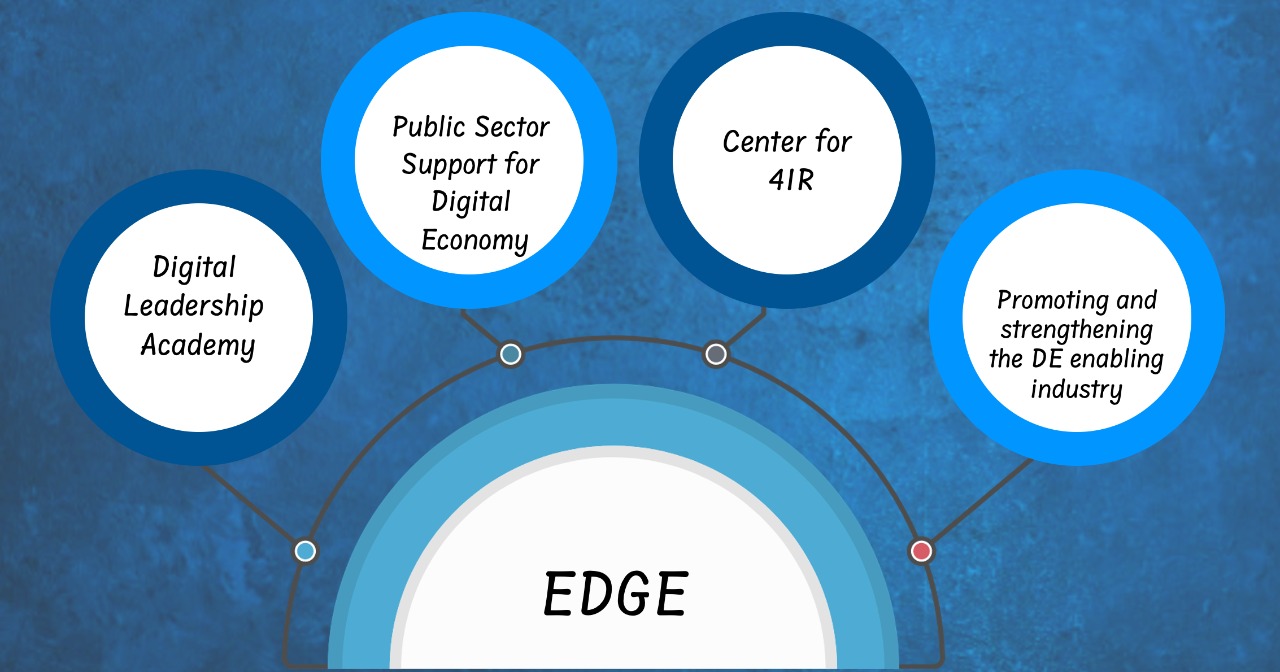 Digital
Leadership
Academy
Public Sector
Support for
Digital
Economy
Center for
4IR
Promoting and
strengthening
the DE enabling
industry
EDGE